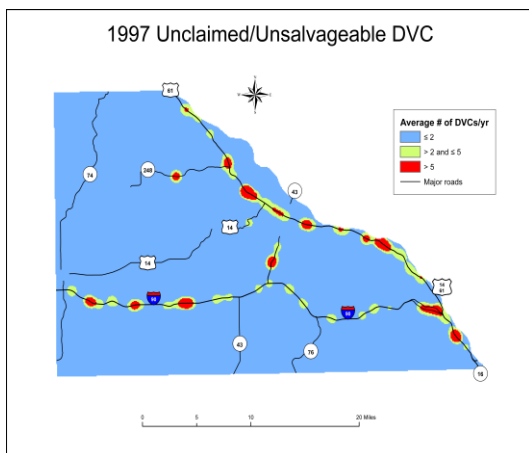 1997 Unclaimed/Unsalvageable DVC
61
N
Average # of DVCs/yr
≤ 2
> 2 and ≤ 5
> 5
Major roads
248
74
43
14
14
14
61
90
90
43
76
16
0 5 10 20 Miles